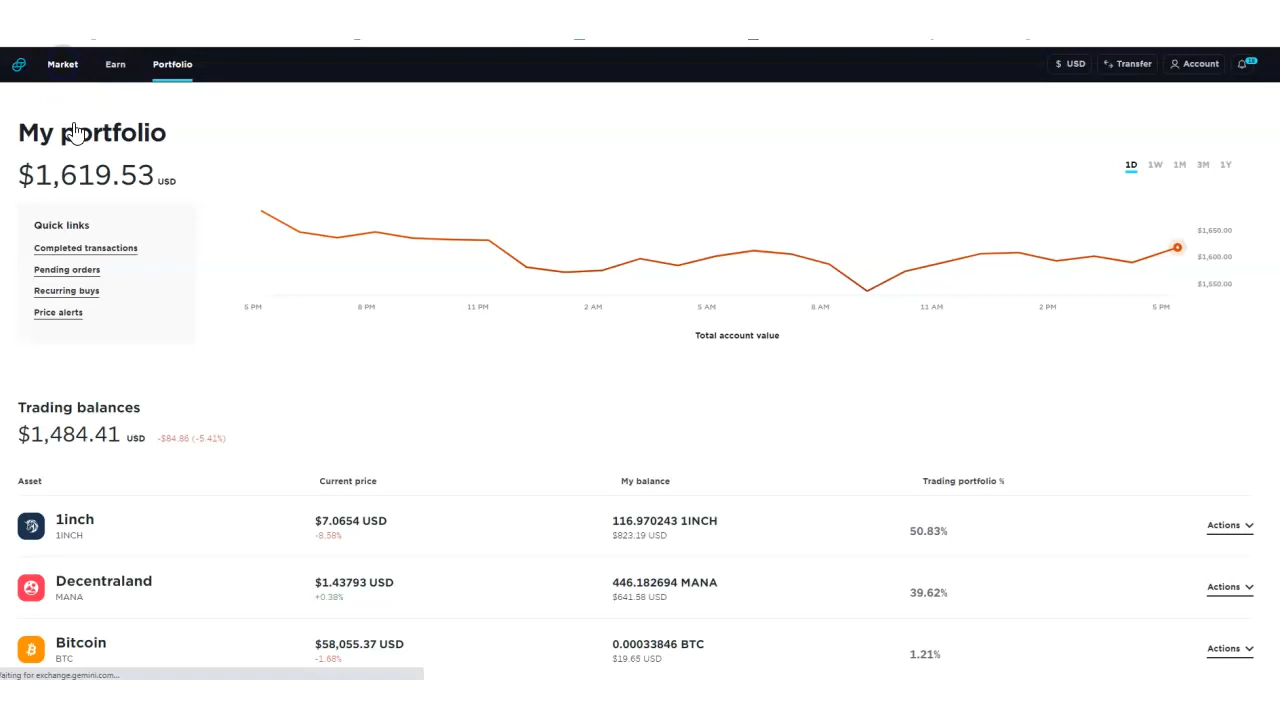 Market Earn Portfolio $ USD Transfer Account 18
My portfolio
$1,619.53 USD
1D 1W 1M 3M 1Y
Quick links
Completed transactions
Pending orders
Recurring buys
Price alerts
$1,650.00
$1,600.00
$1,550.00
5 PM 8 PM 11 PM 2 AM 5 AM 8 AM 11 AM 2 PM 5 PM
Total account value
Trading balances
$1,484.41 USD -$84.86 (-5.41%)
Asset Current price My balance Trading portfolio %
1inch $7.0654 USD 116.970243 1INCH 50.83% Actions
1INCH -8.58% $823.19 USD
Decentraland $1.43793 USD 446.182694 MANA 39.62% Actions
MANA +0.38% $641.58 USD
Bitcoin $58,055.37 USD 0.00033846 BTC 1.21% Actions
BTC -1.68% $19.65 USD
for exchange.gemini.com...